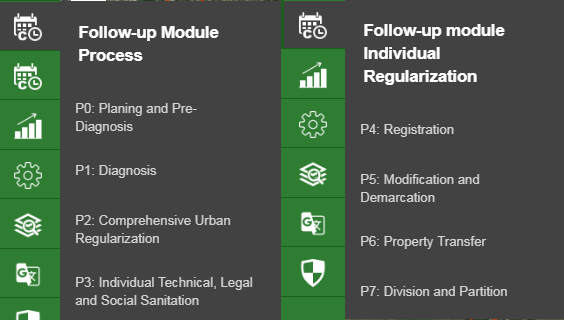 Follow-up Module
Process
P0: Planing and Pre-
Diagnosis
P1: Diagnosis
P2: Comprehensive Urban
Regularization
P3: Individual Technical, Legal
and Social Sanitation
Follow-up module
Individual
Regularization
P4: Registration
P5: Modification and
Demarcation
P6: Property Transfer
P7: Division and Partition